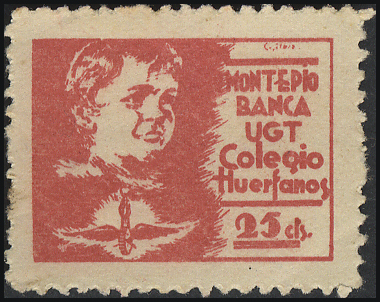 MONTEPIO
BANCA
UGT
Colegio
Huerfanos
25 cts.